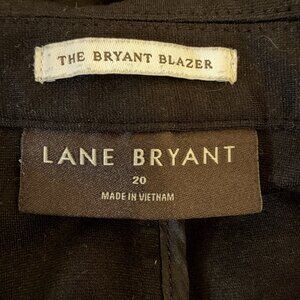 THE BRYANT BLAZER
LANE BRYANT
20
MADE IN VIETNAM